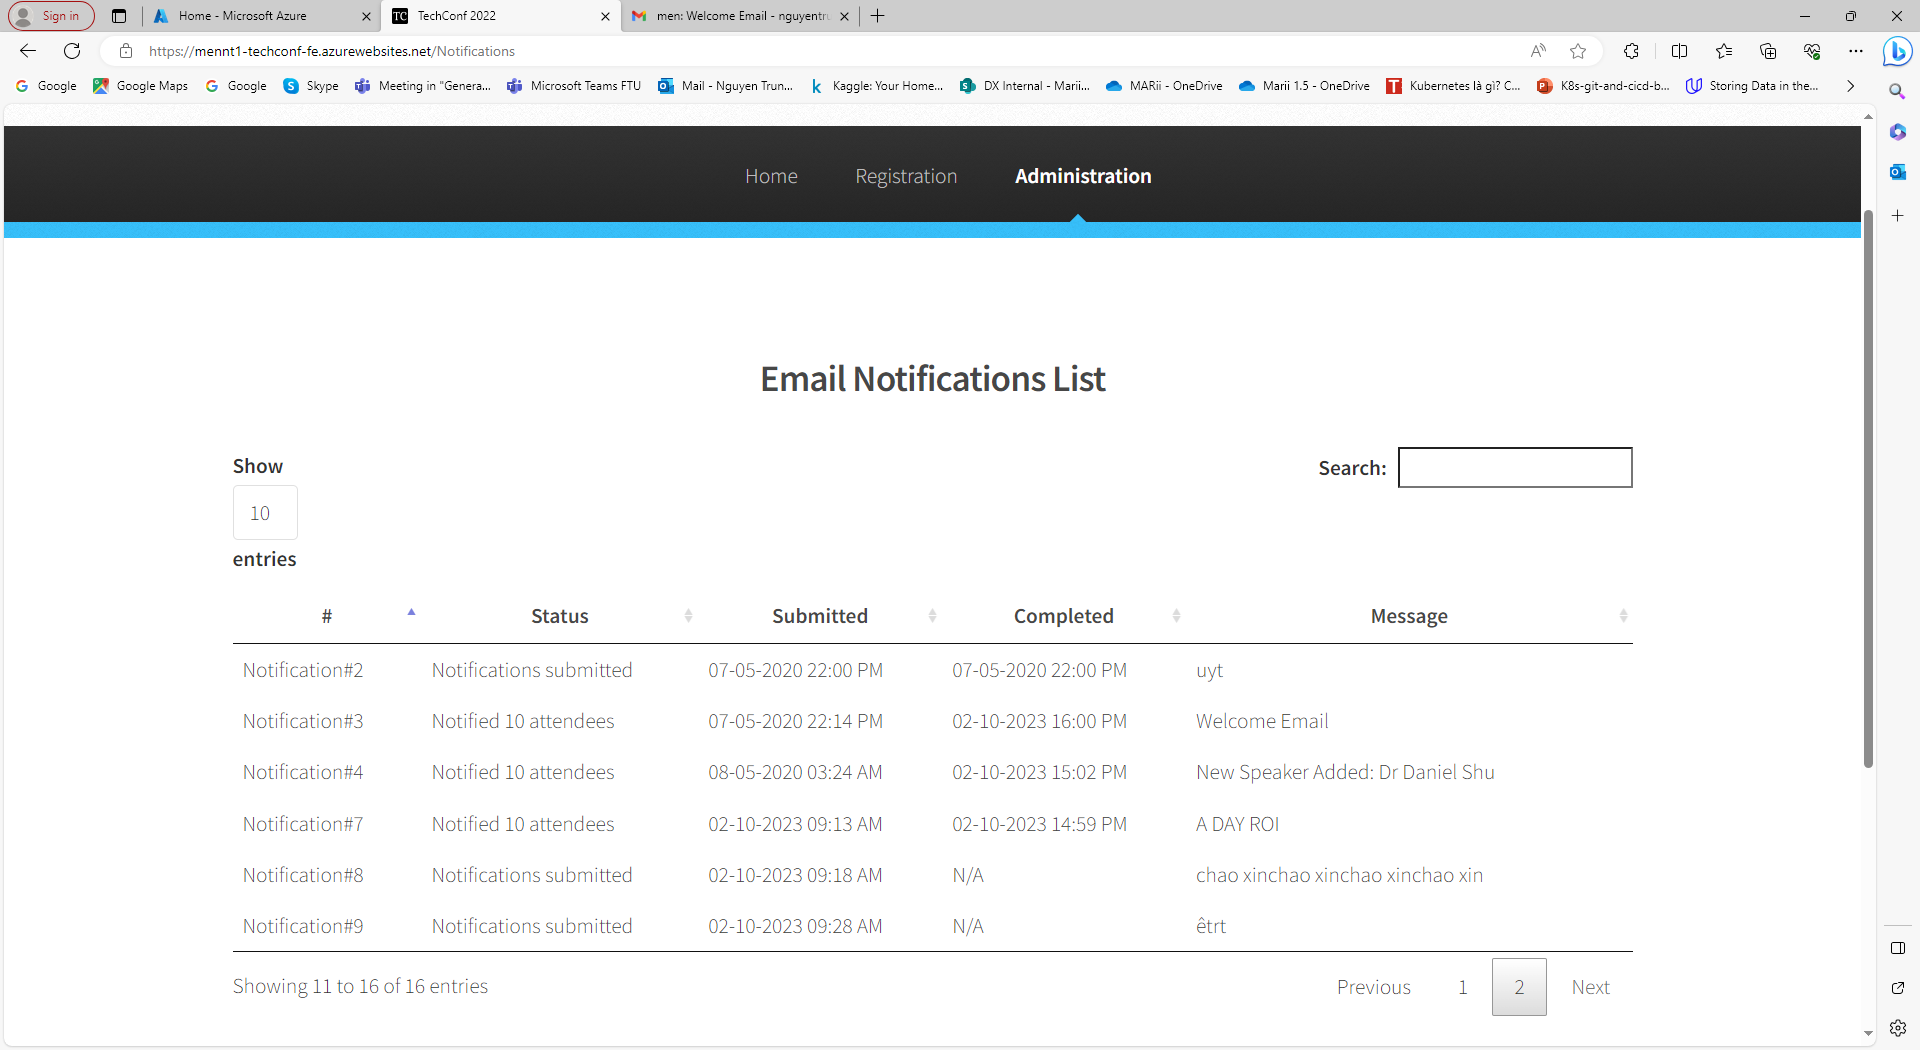 Sign in
Home - Microsoft Azure
TC TechConf 2022
men: Welcome Email - nguyentru
https://mennt1-techconf-fe.azurewebsites.net/Notifications
Google
Google Maps
Google
Skype
Meeting in "Genera...
Microsoft Teams FTU
Mail - Nguyen Trun...
Kaggle: Your Home...
DX Internal - Marii...
MARii - OneDrive
Marii 1.5 - OneDrive
Kubernetes là gì? C...
K8s-git-and-cicd-b...
Storing Data in the...
Home Registration Administration
Email Notifications List
Show
10
entries
Search:
# Status Submitted Completed Message
Notification#2 Notifications submitted 07-05-2020 22:00 PM 07-05-2020 22:00 PM uyt
Notification#3 Notified 10 attendees 07-05-2020 22:14 PM 02-10-2023 16:00 PM Welcome Email
Notification#4 Notified 10 attendees 08-05-2020 03:24 AM 02-10-2023 15:02 PM New Speaker Added: Dr Daniel Shu
Notification#7 Notified 10 attendees 02-10-2023 09:13 AM 02-10-2023 14:59 PM A DAY ROI
Notification#8 Notifications submitted 02-10-2023 09:18 AM N/A chao xinchao xinchao xinchao xin
Notification#9 Notifications submitted 02-10-2023 09:28 AM N/A êtrt
Showing 11 to 16 of 16 entries
Previous 1 2 Next